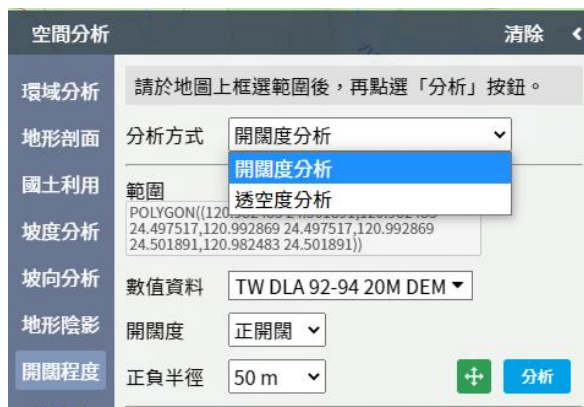 空間分析
清除
環域分析
地形剖面
國土利用
坡度分析
坡向分析
地形陰影
開闊程度
請於地圖上框選範圍後，再點選「分析」按鈕。
分析方式
開闊度分析
開闊度分析
透空度分析
範圍
POLYGON((120.982483 24.501891,120.982483
24.497517,120.992869 24.497517,120.992869
24.501891,120.982483 24.501891))
數值資料
TW DLA 92-94 20M DEM
開闊度
正開闊
正負半徑
50 m
分析